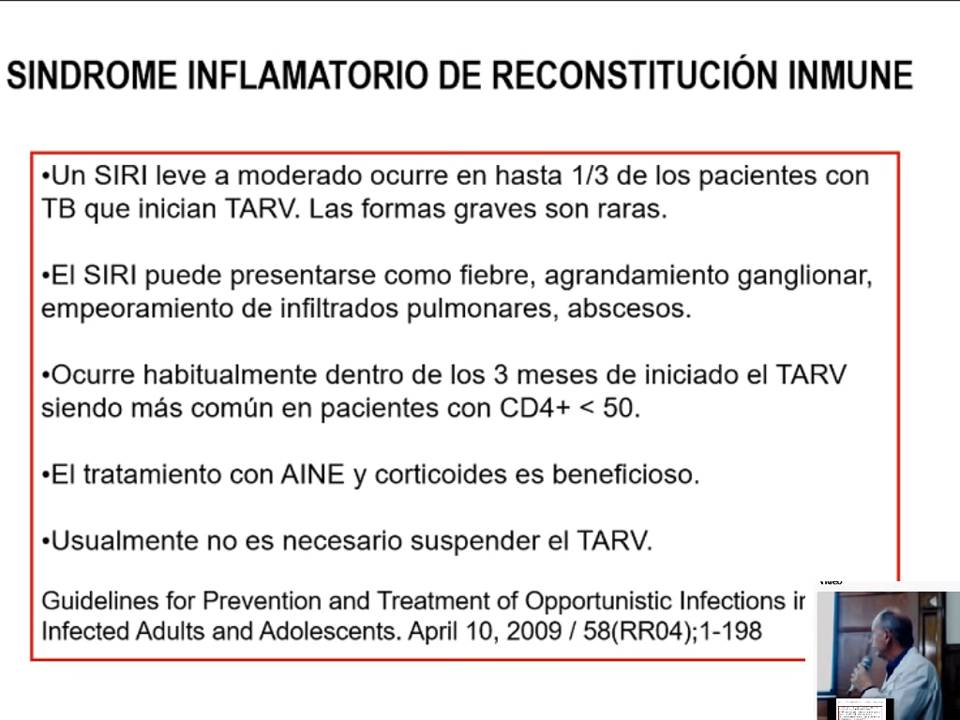 SINDROME INFLAMATORIO DE RECONSTITUCIÓN INMUNE
•Un SIRI leve a moderado ocurre en hasta 1/3 de los pacientes con
TB que inician TARV. Las formas graves son raras.
•El SIRI puede presentarse como fiebre, agrandamiento ganglionar,
empeoramiento de infiltrados pulmonares, abscesos.
•Ocurre habitualmente dentro de los 3 meses de iniciado el TARV
siendo más común en pacientes con CD4+ < 50.
•El tratamiento con AINE y corticoides es beneficioso.
•Usualmente no es necesario suspender el TARV.
Guidelines for Prevention and Treatment of Opportunistic Infections in
Infected Adults and Adolescents. April 10, 2009 / 58(RR04);1-198
Video